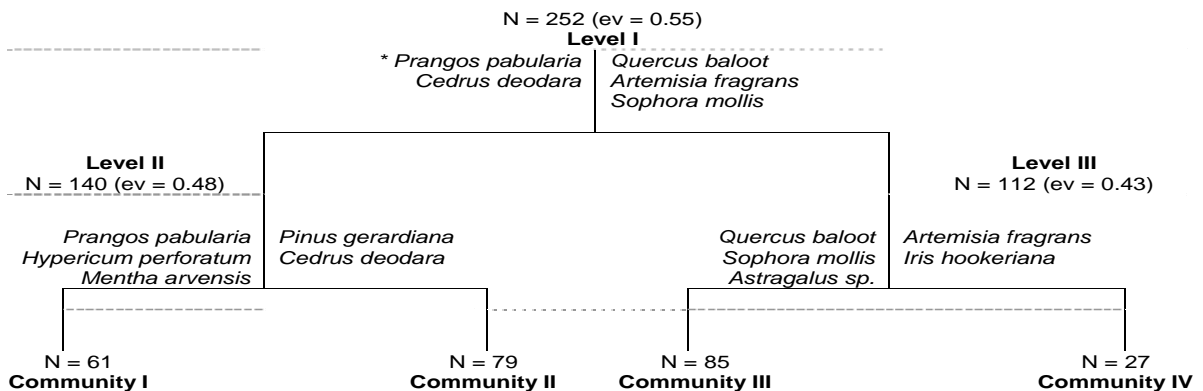 N = 252 (ev = 0.55)
Level I
* Prangos pabularia
Cedrus deodara
Quercus baloot
Artemisia fragrans
Sophora mollis
Level II
N = 140 (ev = 0.48)
Level III
N = 112 (ev = 0.43)
Prangos pabularia
Hypericum perforatum
Mentha arvensis
Pinus gerardiana
Cedrus deodara
Quercus baloot
Sophora mollis
Astragalus sp.
Artemisia fragrans
Iris hookeriana
N = 61
Community I
N = 79
Community II
N = 85
Community III
N = 27
Community IV